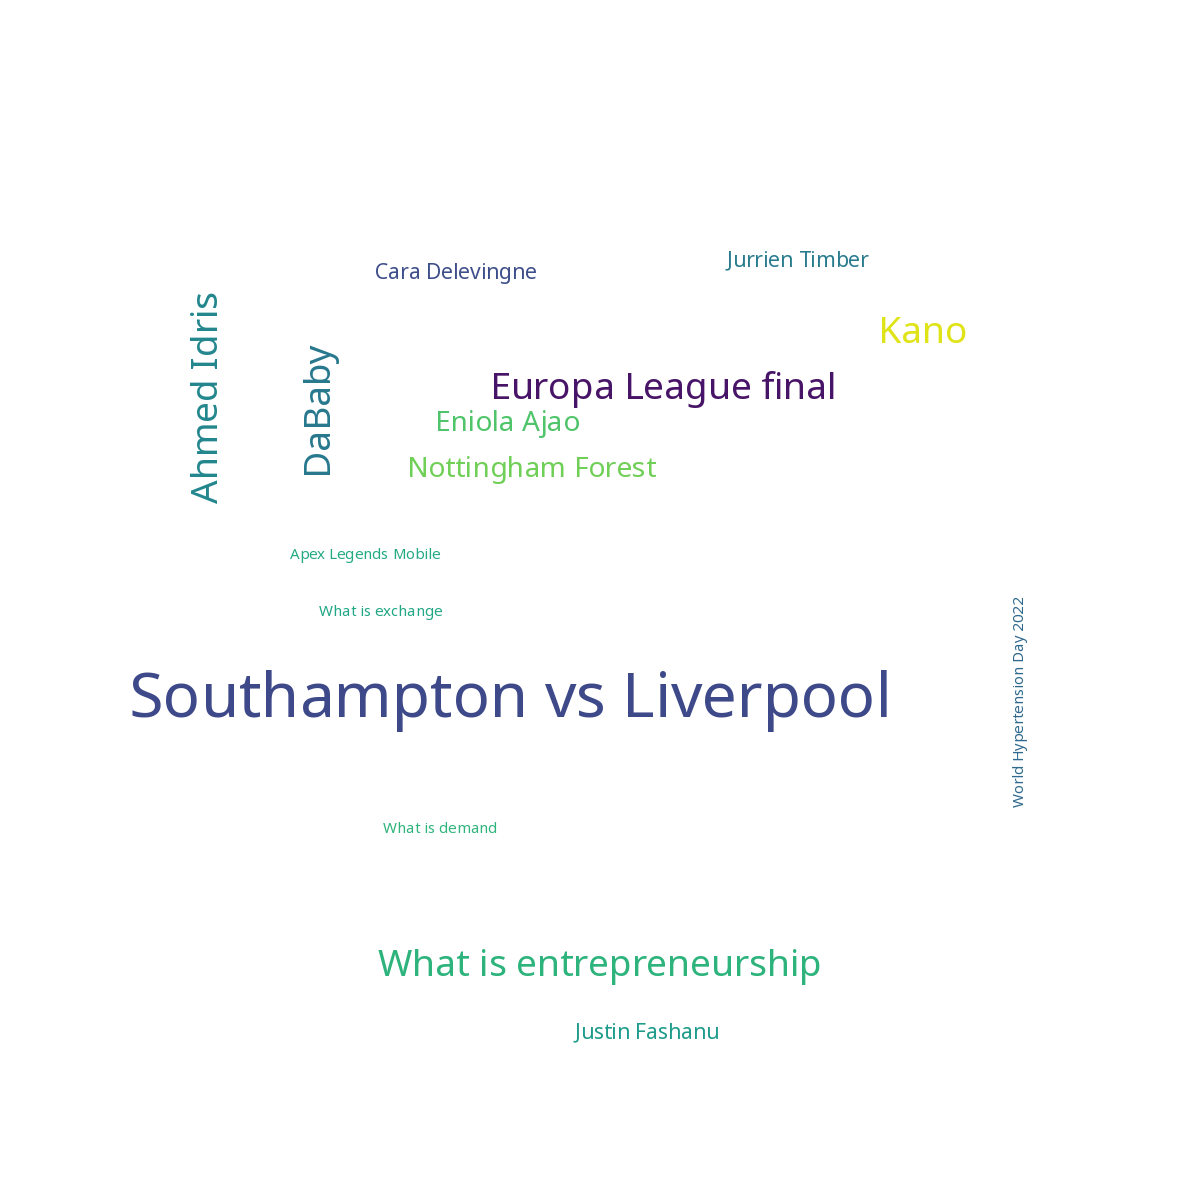 Jurrien Timber
Cara Delevingne
Kano
Ahmed Idris
DaBaby
Europa League final
Eniola Ajao
Nottingham Forest
Apex Legends Mobile
What is exchange
Southampton vs Liverpool
World Hypertension Day 2022
What is demand
What is entrepreneurship
Justin Fashanu